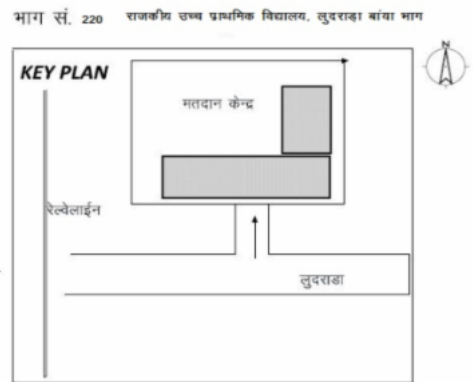 भाग सं. 220 राजकीय उच्च प्राथमिक विद्यालय, लुदराड़ा बांया भाग
N
KEY PLAN
मतदान केन्द्र
रेल्वेलाईन
लुदराडा